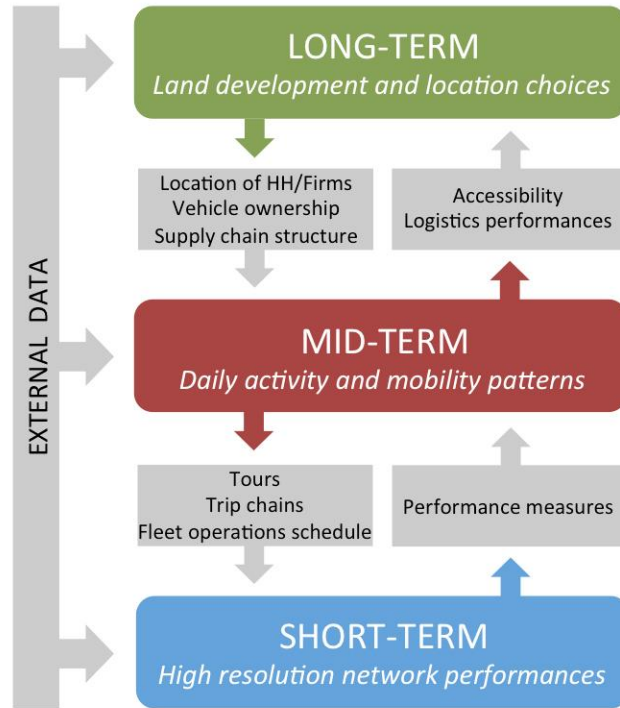 LONG-TERM
Land development and location choices
Location of HH/Firms
Vehicle ownership
Supply chain structure
Accessibility
Logistics performances
EXTERNAL DATA
MID-TERM
Daily activity and mobility patterns
Tours
Trip chains
Fleet operations schedule
Performance measures
SHORT-TERM
High resolution network performances